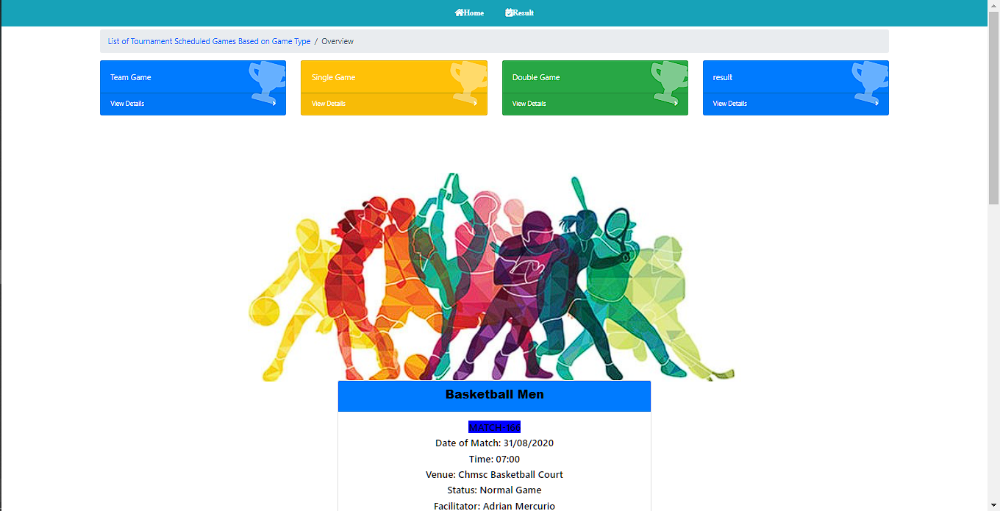 Home Result
List of Tournament Scheduled Games Based on Game Type / Overview
Team Game
Single Game
Double Game
result
View Details
View Details
View Details
View Details
Basketball Men
MATCH-166
Date of Match: 31/08/2020
Time: 07:00
Venue: Chmsc Basketball Court
Status: Normal Game
Facilitator: Adrian Mercurio